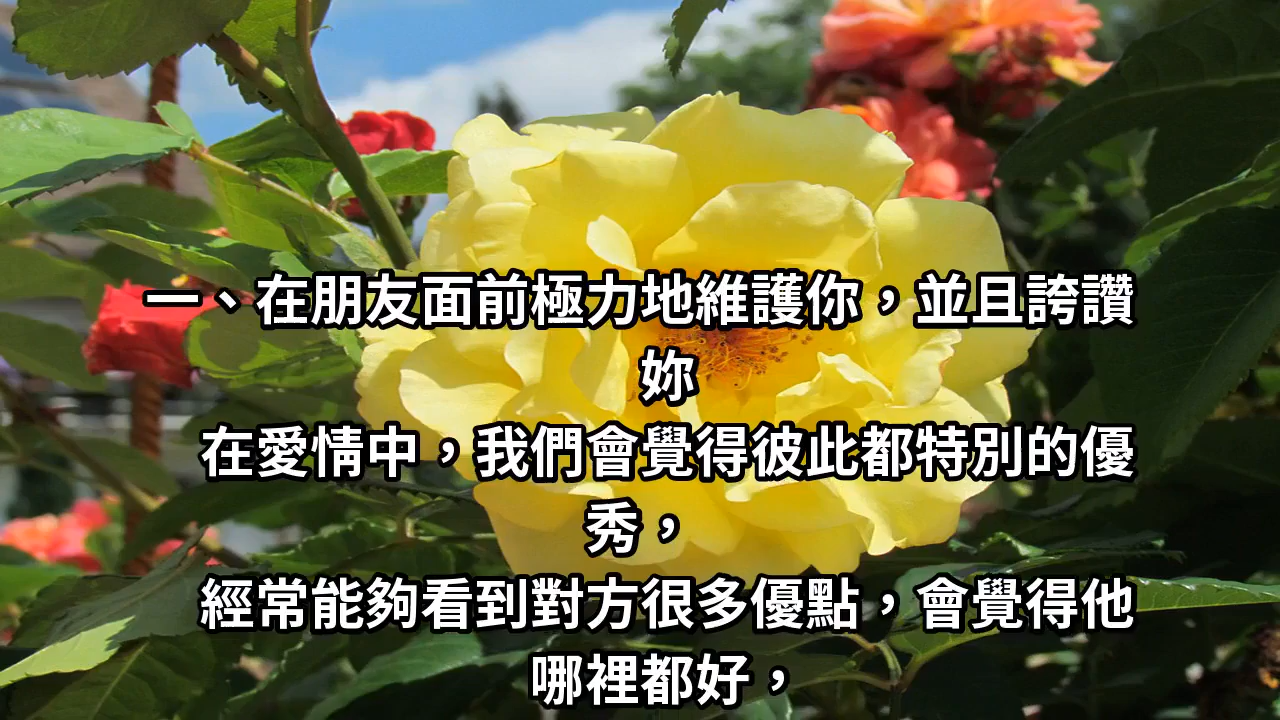 一、在朋友面前極力地維護你，並且誇讚
妳
在愛情中，我們會覺得彼此都特別的優
秀，
經常能夠看到對方很多優點，會覺得他
哪裡都好，